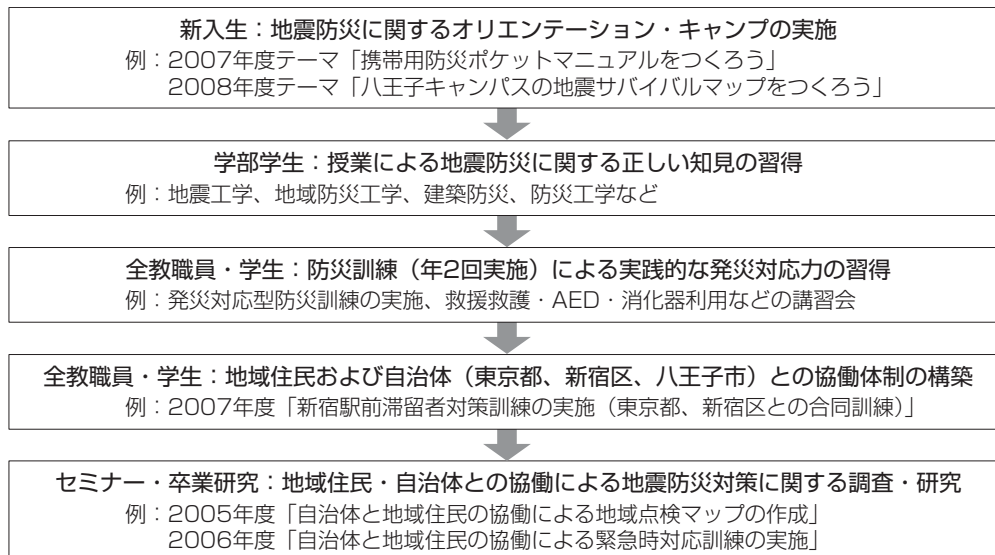 新入生：地震防災に関するオリエンテーション・キャンプの実施
例：2007年度テーマ「携帯用防災ポケットマニュアルをつくろう」
2008年度テーマ「八王子キャンパスの地震サバイバルマップをつくろう」
学部学生：授業による地震防災に関する正しい知見の習得
例：地震工学、地域防災工学、建築防災、防災工学など
全教職員・学生：防災訓練（年2回実施）による実践的な発災対応力の習得
例：発災対応型防災訓練の実施、救援救護・AED・消化器利用などの講習会
全教職員・学生：地域住民および自治体（東京都、新宿区、八王子市）との協働体制の構築
例：2007年度「新宿駅前滞留者対策訓練の実施（東京都、新宿区との合同訓練）」
セミナー・卒業研究：地域住民・自治体との協働による地震防災対策に関する調査・研究
例：2005年度「自治体と地域住民の協働による地域点検マップの作成」
2006年度「自治体と地域住民の協働による緊急時対応訓練の実施」